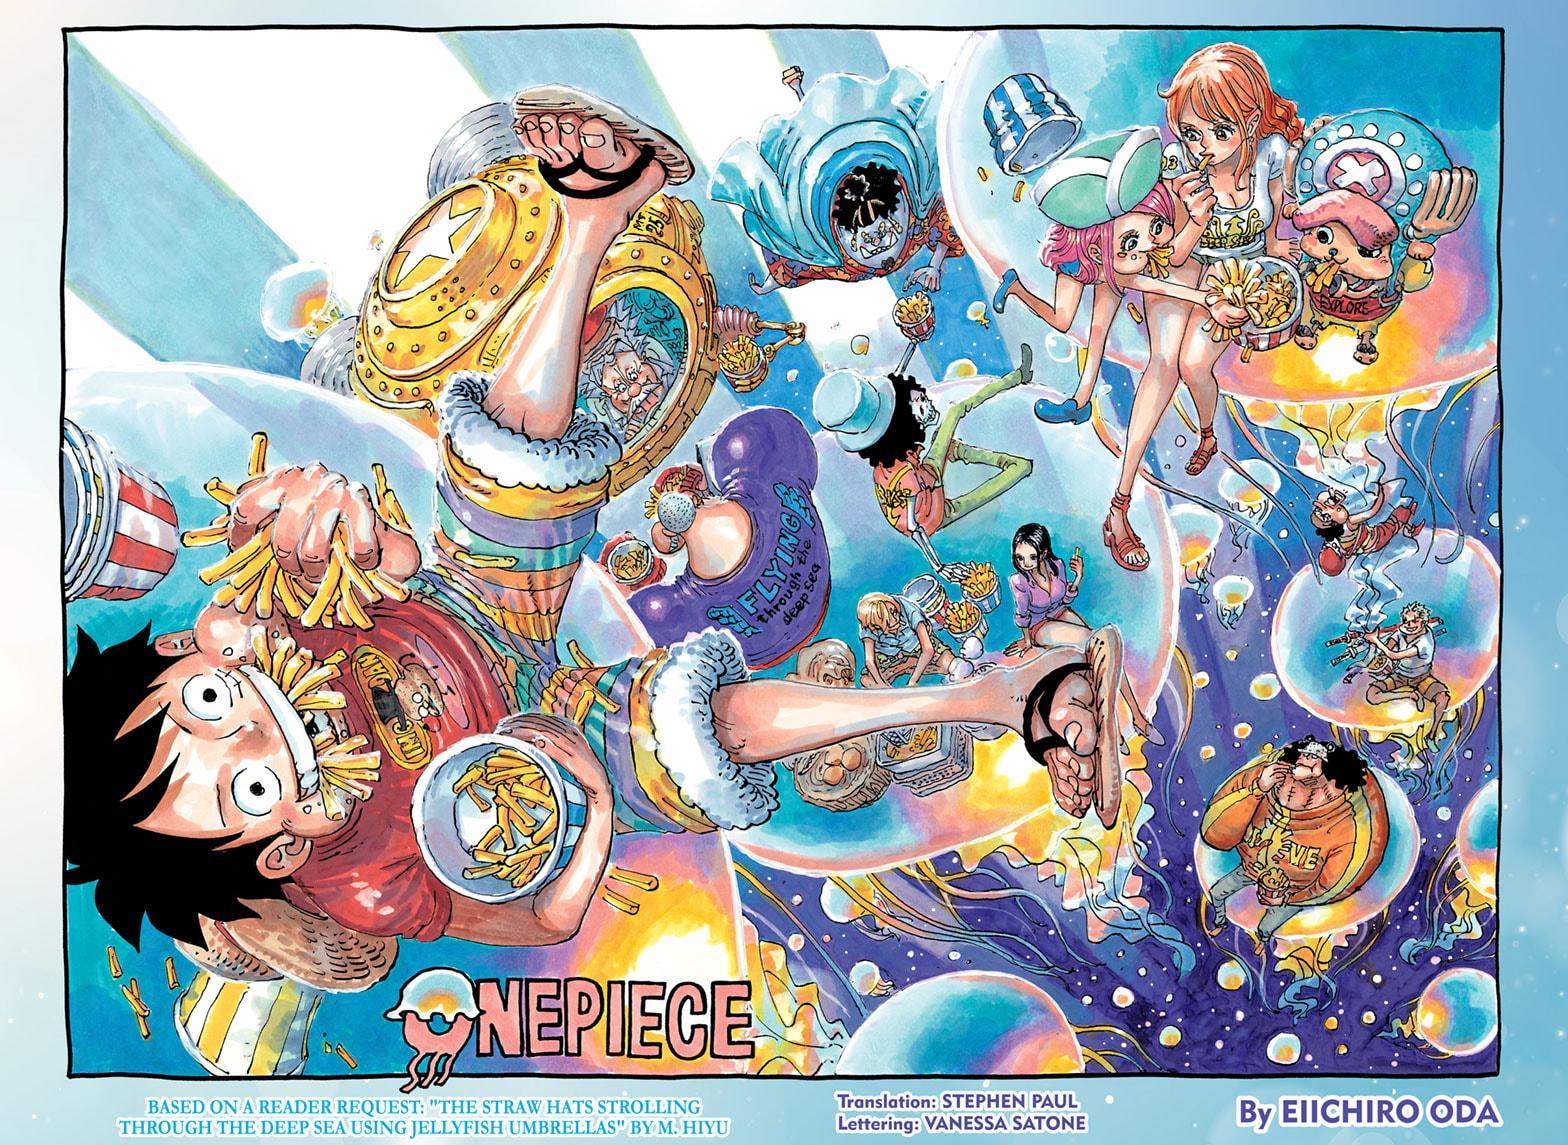 FLYING
through the
deep sea
ONEPIECE
BASED ON A READER REQUEST: "THE STRAW HATS STROLLING
THROUGH THE DEEP SEA USING JELLYFISH UMBRELLAS" BY M. HIYU
Translation: STEPHEN PAUL
Lettering: VANESSA SATONE
By EIICHIRO ODA